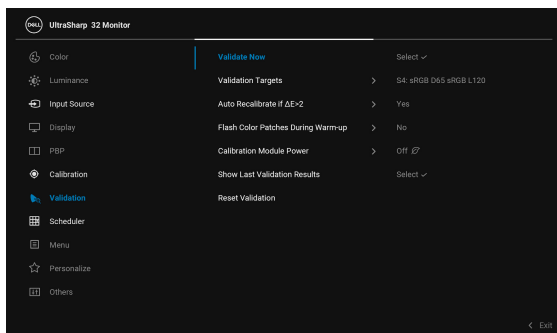 DELL UltraSharp 32 Monitor
Color
Luminance
Input Source
Display
PBP
Calibration
Validation
Scheduler
Menu
Personalize
Others
Validate Now Select
Validation Targets S4: sRGB D65 sRGB L120
Auto Recalibrate if ΔE>2 Yes
Flash Color Patches During Warm-up No
Calibration Module Power Off
Show Last Validation Results Select
Reset Validation
Exit